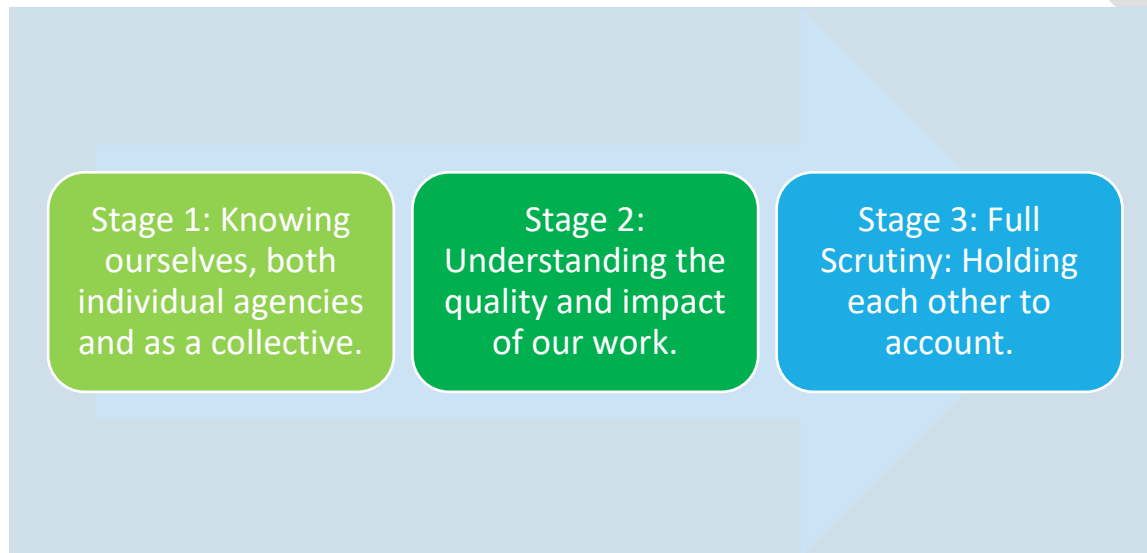 Stage 1: Knowing
ourselves, both
individual agencies
and as a collective.
Stage 2:
Understanding the
quality and impact
of our work.
Stage 3: Full
Scrutiny: Holding
each other to
account.